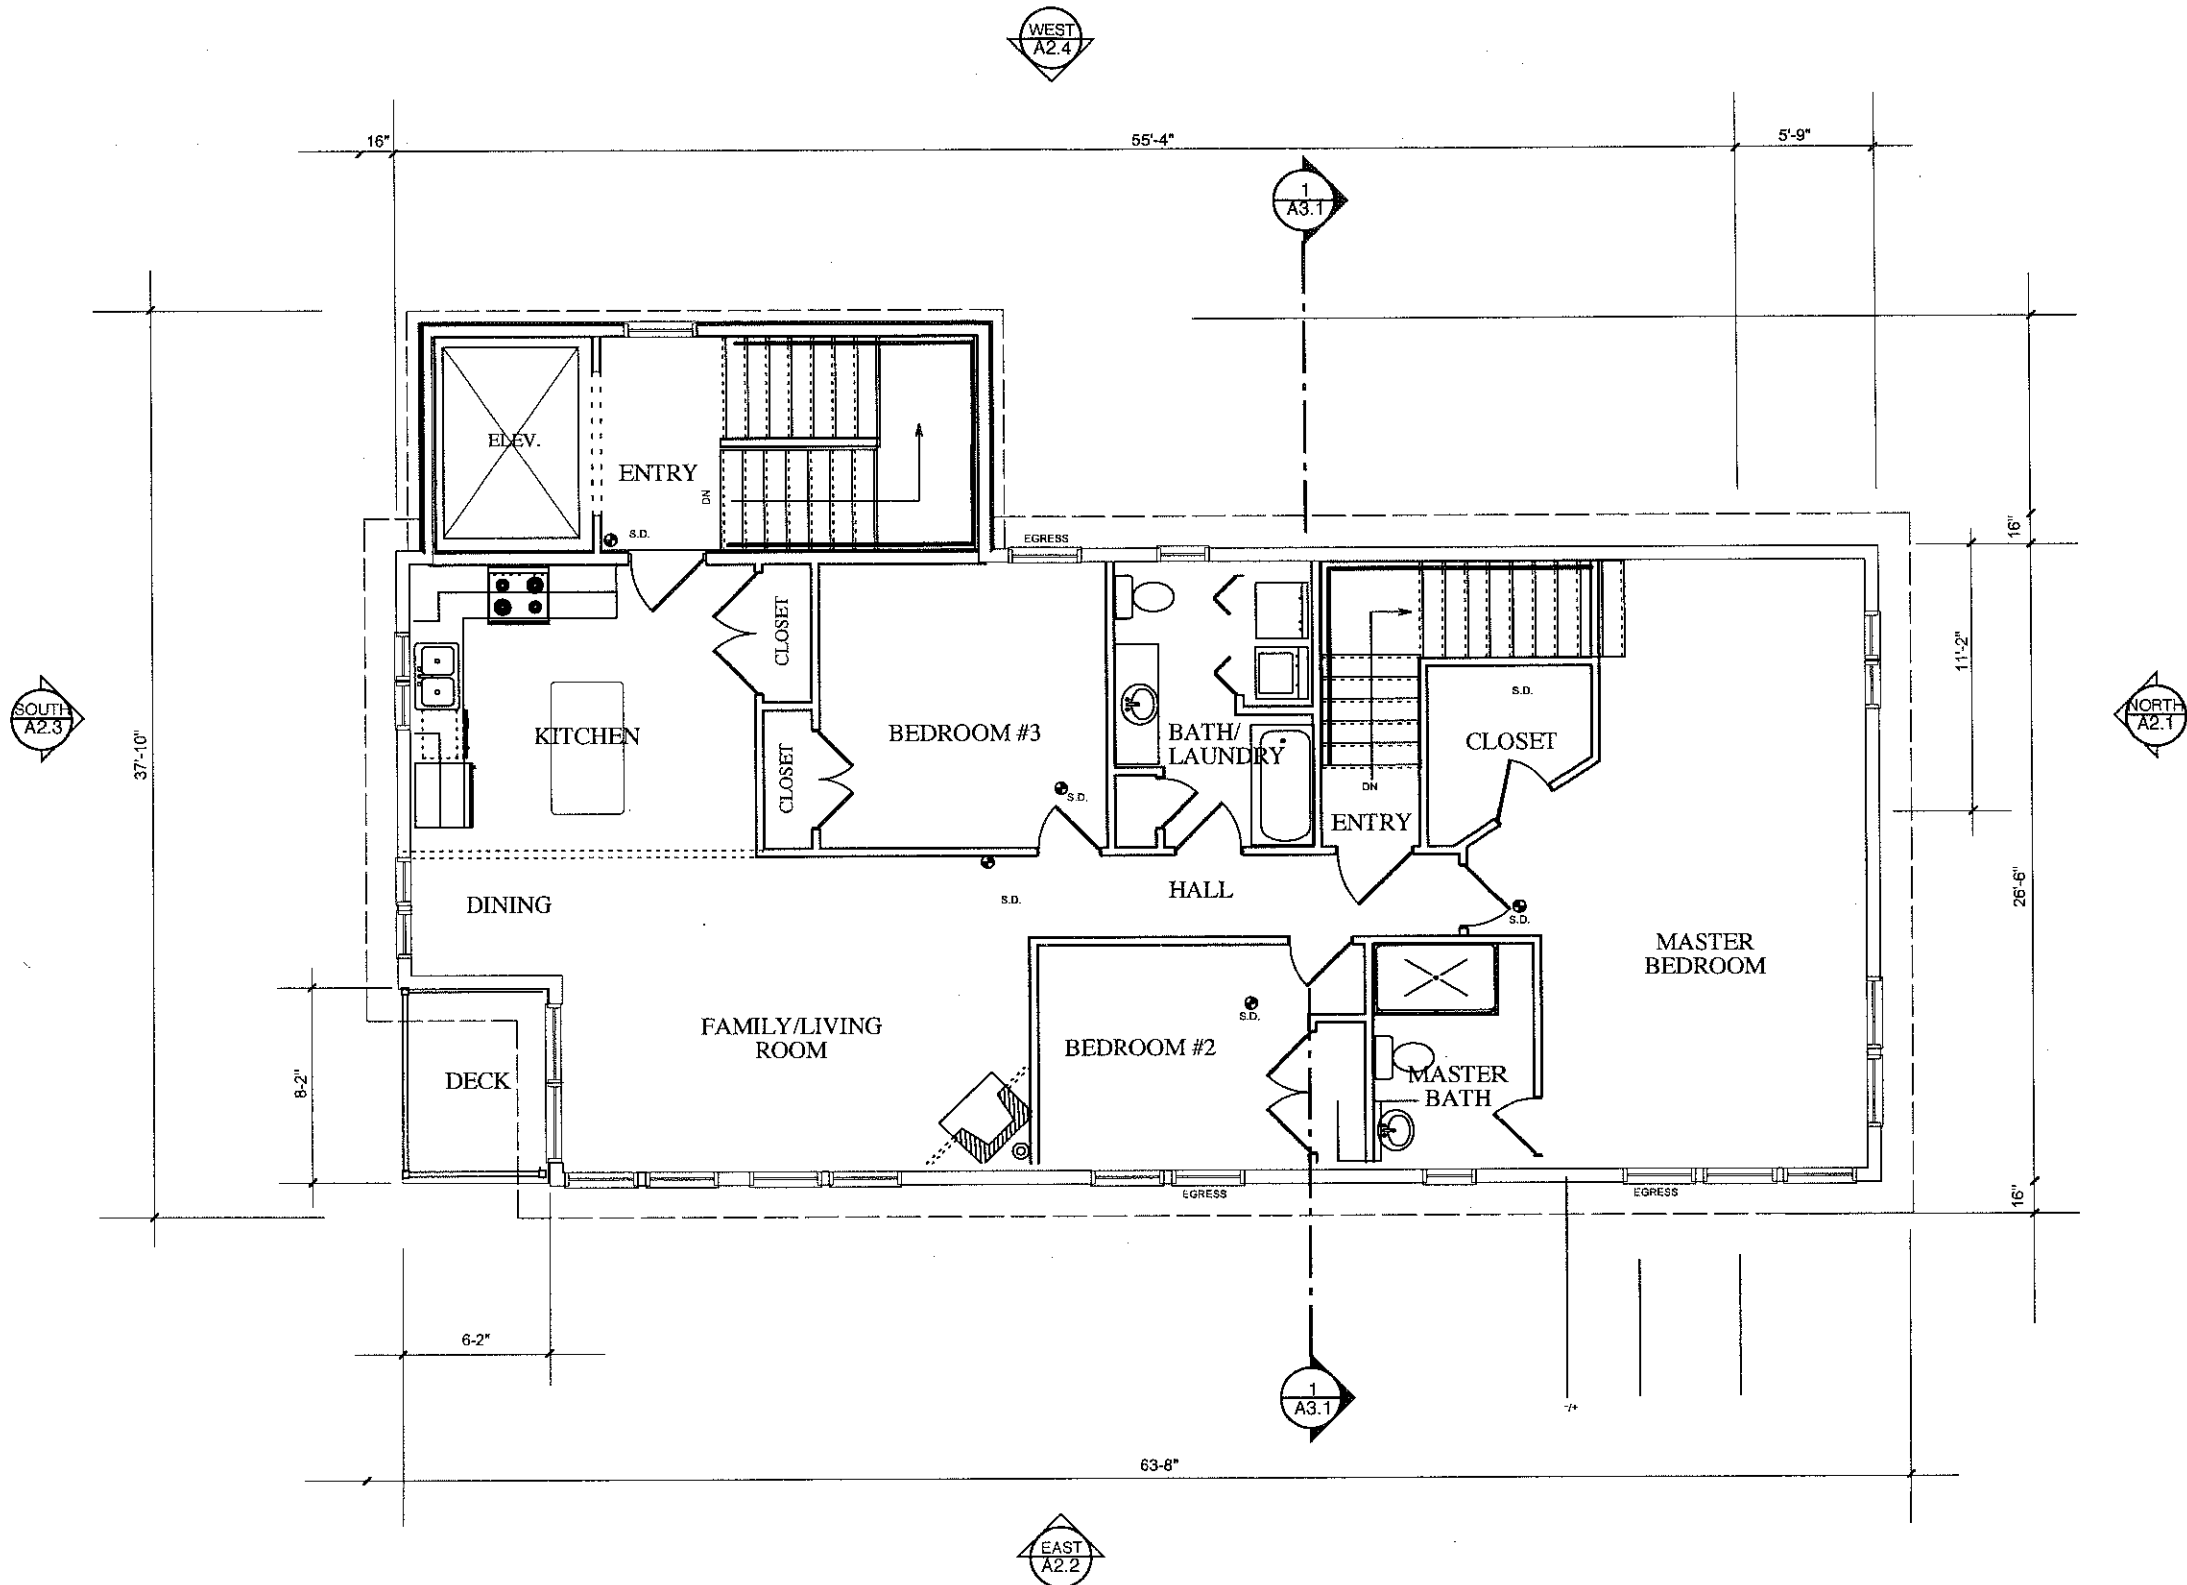 WEST
A2.4
16"
55'-4"
5'-9"
1
A3.1
ELEV.
ENTRY
DN
S.D.
EGRESS
16"
CLOSET
11'-2"
S.D.
SOUTH
A2.3
37'-10"
KITCHEN
BEDROOM #3
BATH/
LAUNDRY
CLOSET
NORTH
A2.1
CLOSET
S.D.
DN
ENTRY
DINING
S.D.
HALL
S.D.
26'-6"
MASTER
BEDROOM
FAMILY/LIVING
ROOM
S.D.
BEDROOM #2
8-2"
DECK
MASTER
BATH
EGRESS
EGRESS
16"
6-2"
1
A3.1
-/+
63-8"
EAST
A2.2